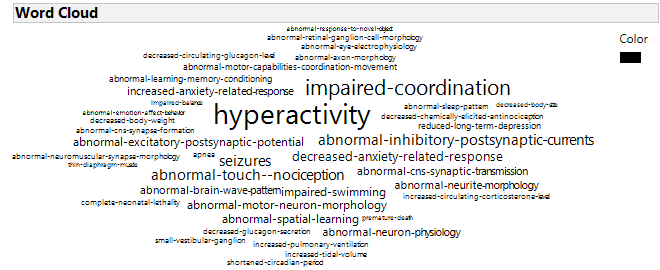 Word Cloud
Color
abnormal-response-to-novel-object
abnormal-retinal-ganglion-cell-morphology
abnormal-eye-electrophysiology
decreased-circulating-glucagon-level
abnormal-axon-morphology
abnormal-motor-capabilities-coordination-movement
abnormal-learning-memory-conditioning
increased-anxiety-related-response
impaired-coordination
impaired-balance
hyperactivity
abnormal-sleep-pattern
decreased-body-size
abnormal-emotion-affect-behavior
decreased-chemically-elicited-antinociception
decreased-body-weight
reduced-long-term-depression
abnormal-cns-synapse-formation
abnormal-excitatory-postsynaptic-potential
abnormal-inhibitory-postsynaptic-currents
abnormal-neuromuscular-synapse-morphology
apnea
seizures
decreased-anxiety-related-response
thin-diaphragm-muscle
abnormal-touch--nociception
abnormal-cns-synaptic-transmission
abnormal-brain-wave-pattern
impaired-swimming
abnormal-neurite-morphology
increased-circulating-corticosterone-level
complete-neonatal-lethality
abnormal-motor-neuron-morphology
abnormal-spatial-learning
premature-death
decreased-glucagon-secretion
abnormal-neuron-physiology
small-vestibular-ganglion
increased-pulmonary-ventilation
increased-tidal-volume
shortened-circadian-period